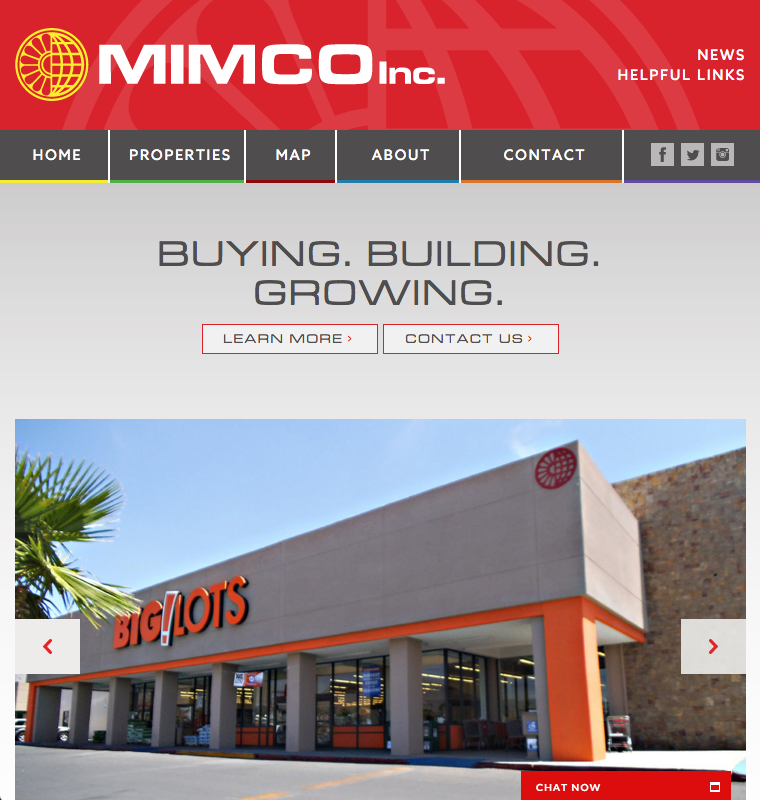 MIMCO Inc.
NEWS
HELPFUL LINKS
HOME
PROPERTIES
MAP
ABOUT
CONTACT
BUYING. BUILDING.
GROWING.
LEARN MORE ›
CONTACT US ›
BIG!LOTS
CHAT NOW